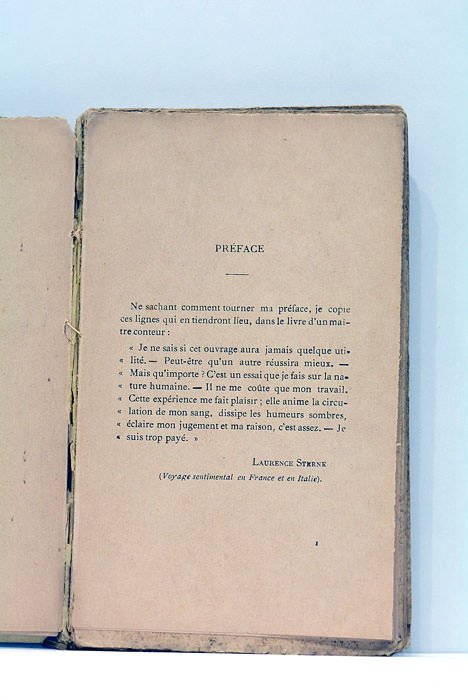 PRÉFACE
Ne sachant comment tourner ma préface, je copie
ces lignes qui en tiendront lieu, dans le livre d'un maî-
tre conteur :
« Je ne sais si cet ouvrage aura jamais quelque uti-
« lité. — Peut-être qu'un autre réussira mieux. —
« Mais qu'importe ? C'est un essai que je fais sur la na-
« ture humaine. — Il ne me coûte que mon travail.
« Cette expérience me fait plaisir ; elle anime la circu-
« lation de mon sang, dissipe les humeurs sombres,
« éclaire mon jugement et ma raison, c'est assez. — Je
« suis trop payé. »
LAURENCE STERNE
(Voyage sentimental en France et en Italie).
1